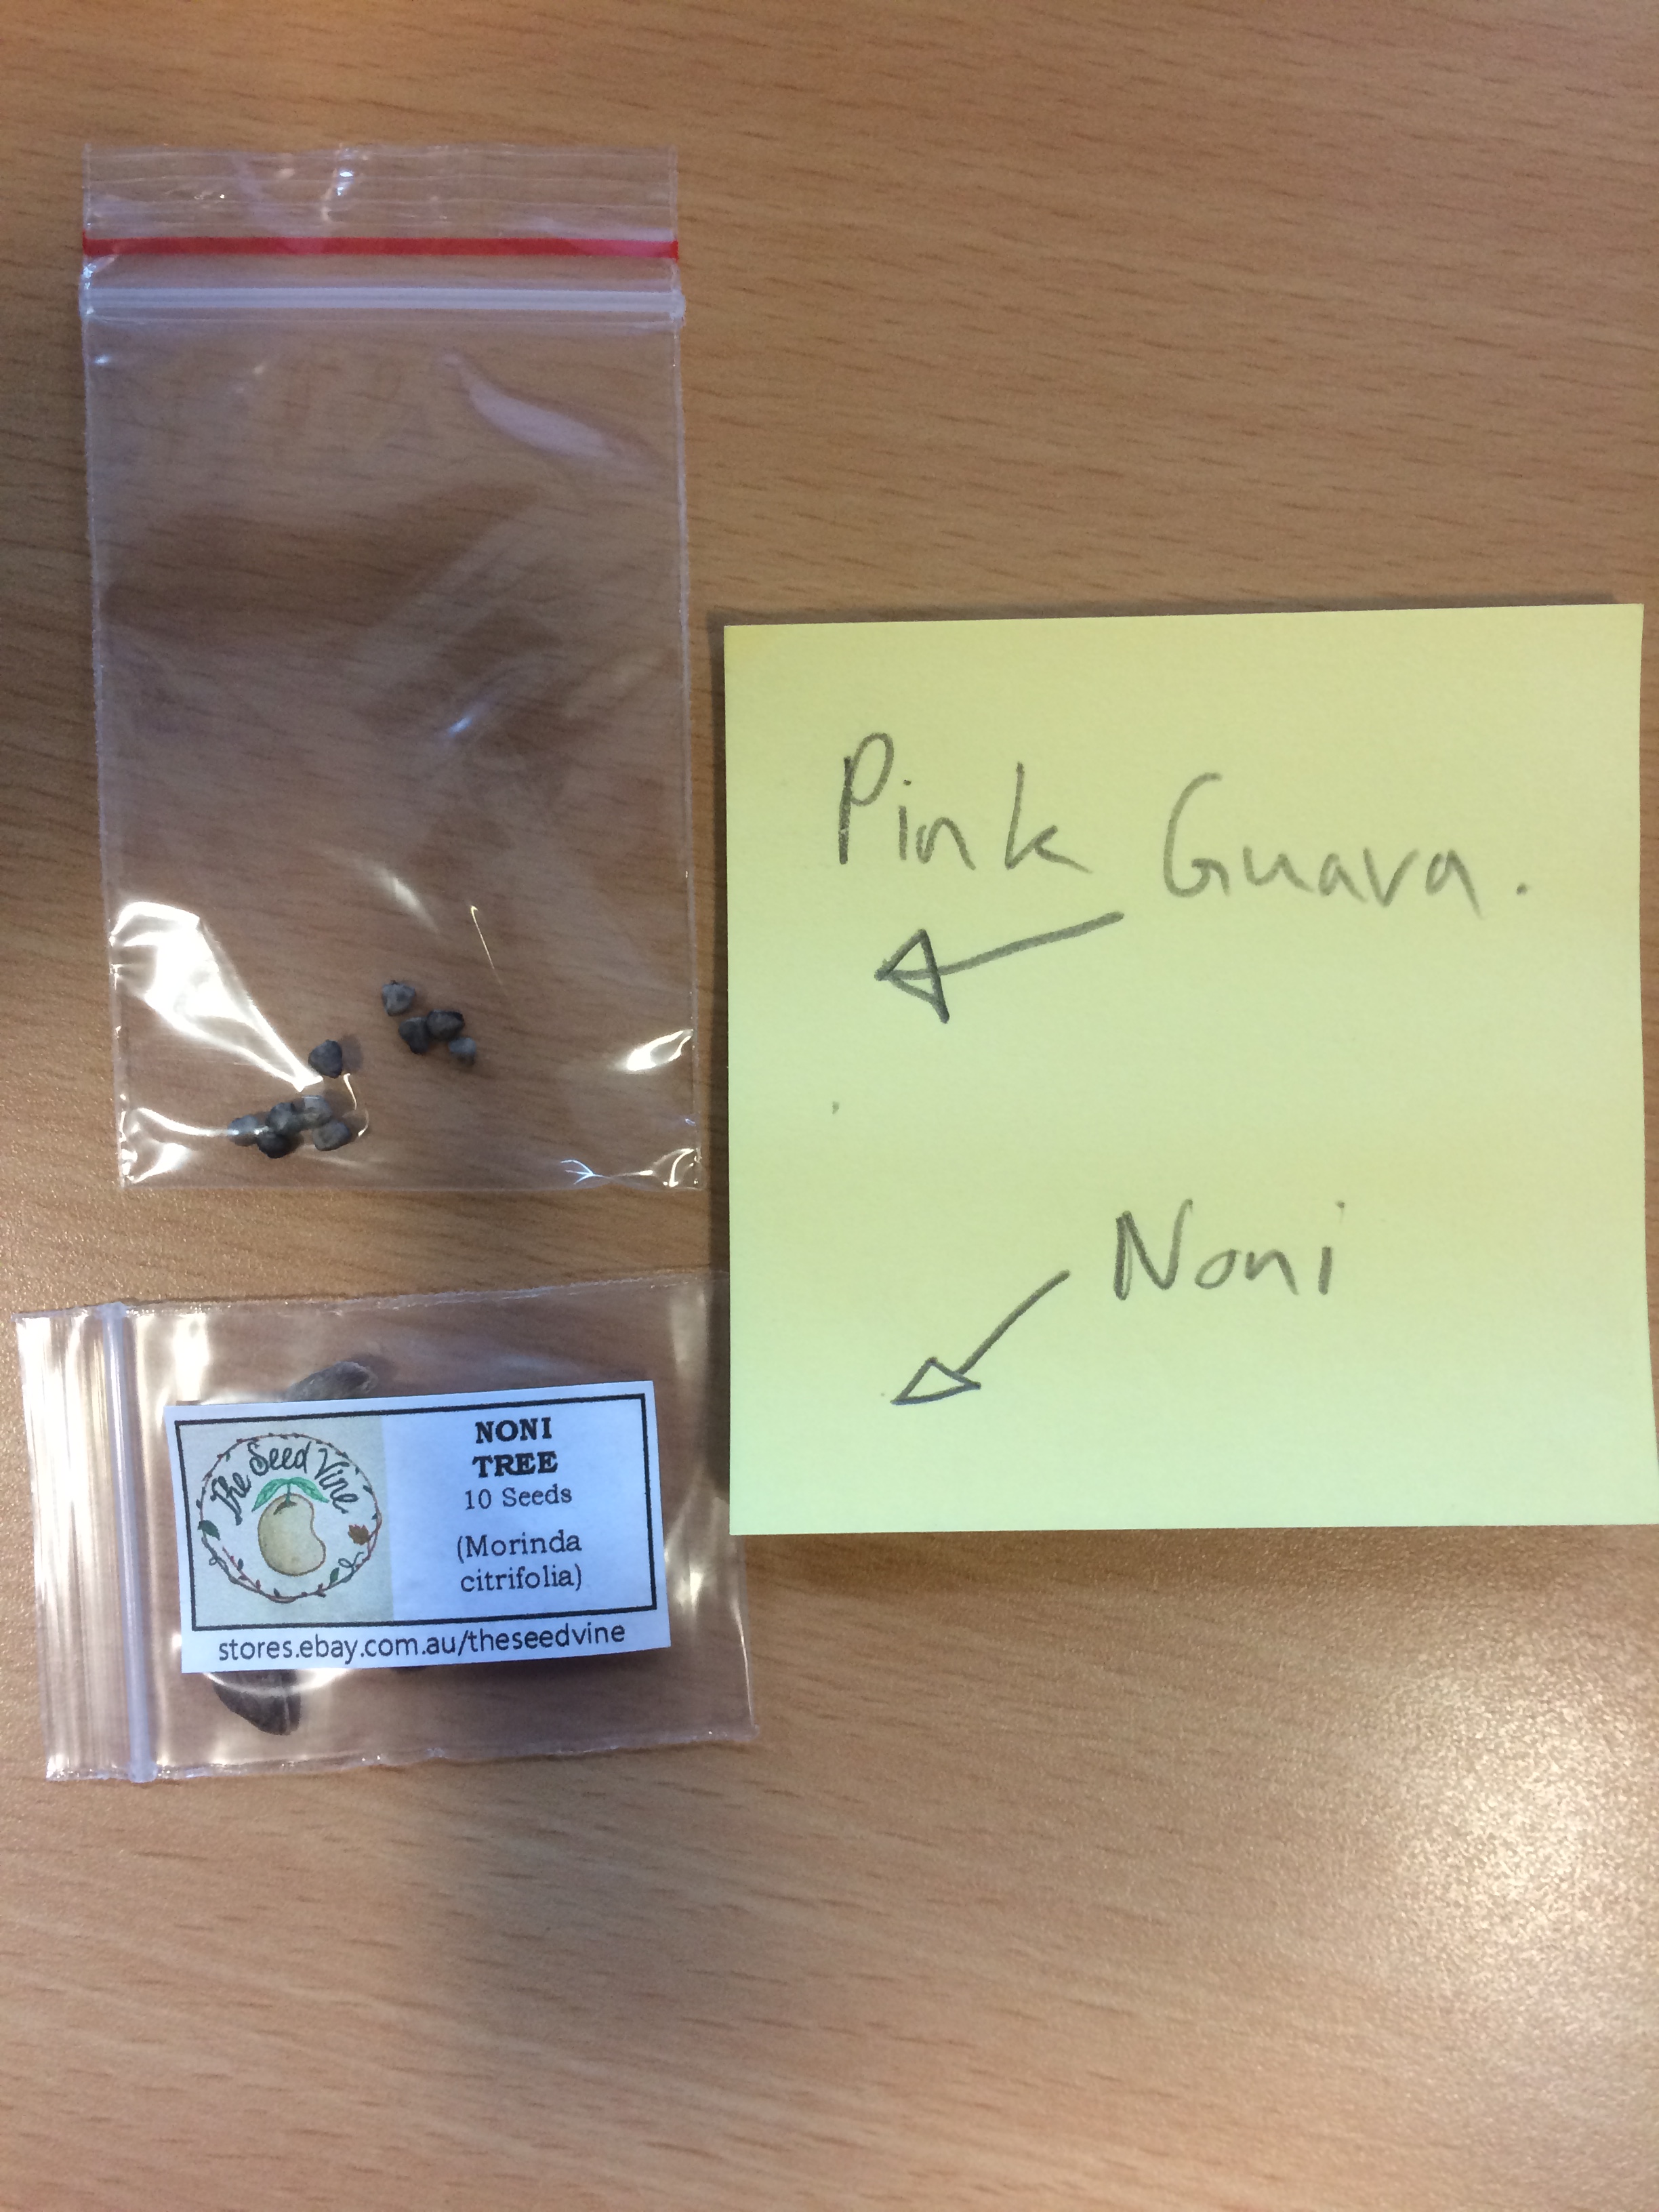 Pink Guava.
Noni
The Seed Vine
NONI
TREE
10 Seeds
(Morinda
citrifolia)
stores.ebay.com.au/theseedvine